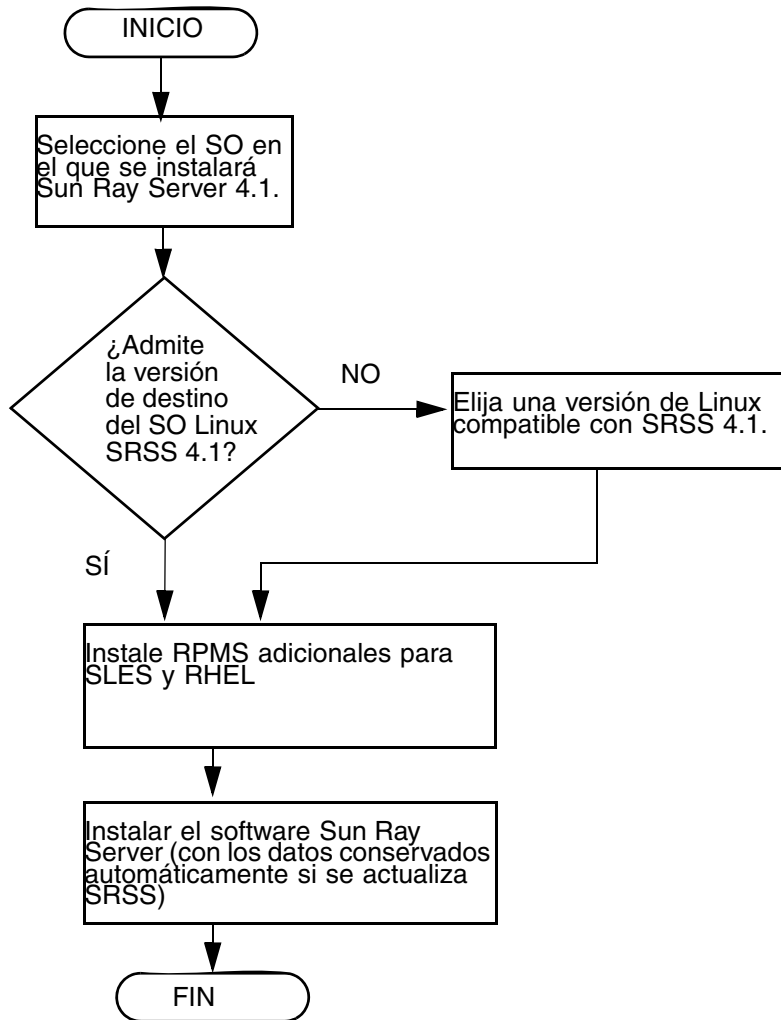 INICIO
Seleccione el SO en
el que se instalará
Sun Ray Server 4.1.
¿Admite
la versión
de destino
del SO Linux
SRSS 4.1?
NO
Elija una versión de Linux
compatible con SRSS 4.1.
SÍ
Instale RPMS adicionales para
SLES y RHEL
Instalar el software Sun Ray
Server (con los datos conservados
automáticamente si se actualiza
SRSS)
FIN